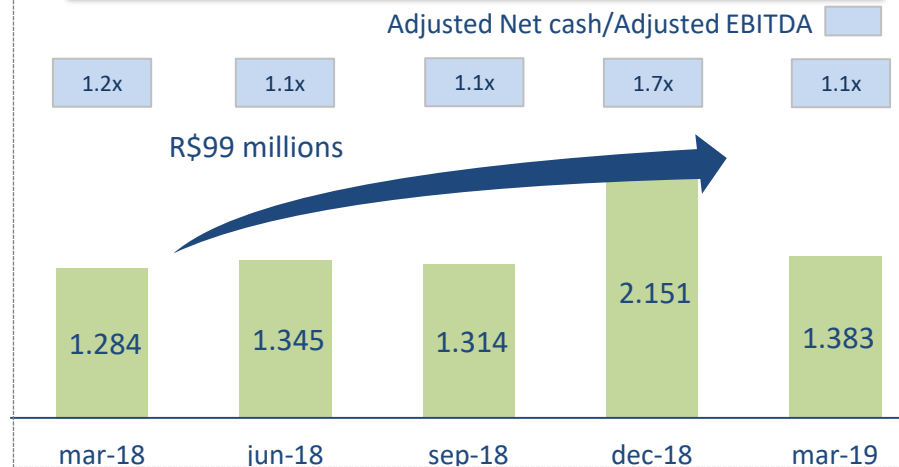 Adjusted Net cash/Adjusted EBITDA
1.2x 1.1x 1.1x 1.7x 1.1x
R$99 millions
1.284 1.345 1.314 2.151 1.383
mar-18 jun-18 sep-18 dec-18 mar-19